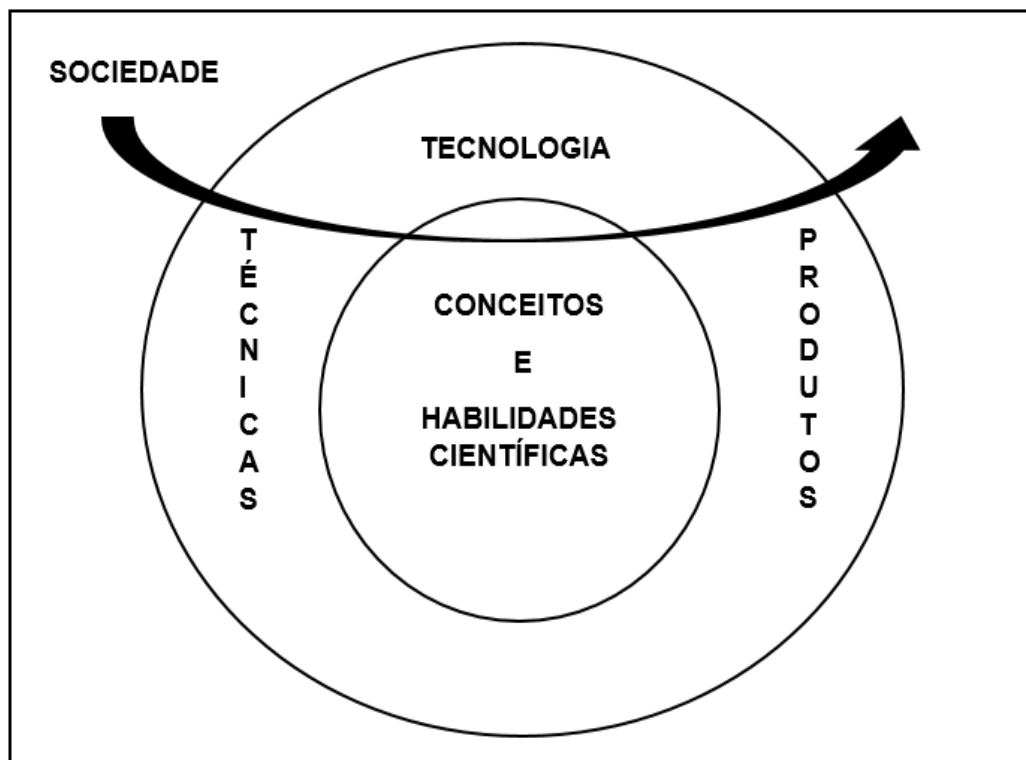 SOCIEDADE
TECNOLOGIA
TÉCNICAS
CONCEITOS
E
HABILIDADES
CIENTÍFICAS
PRODUTOS